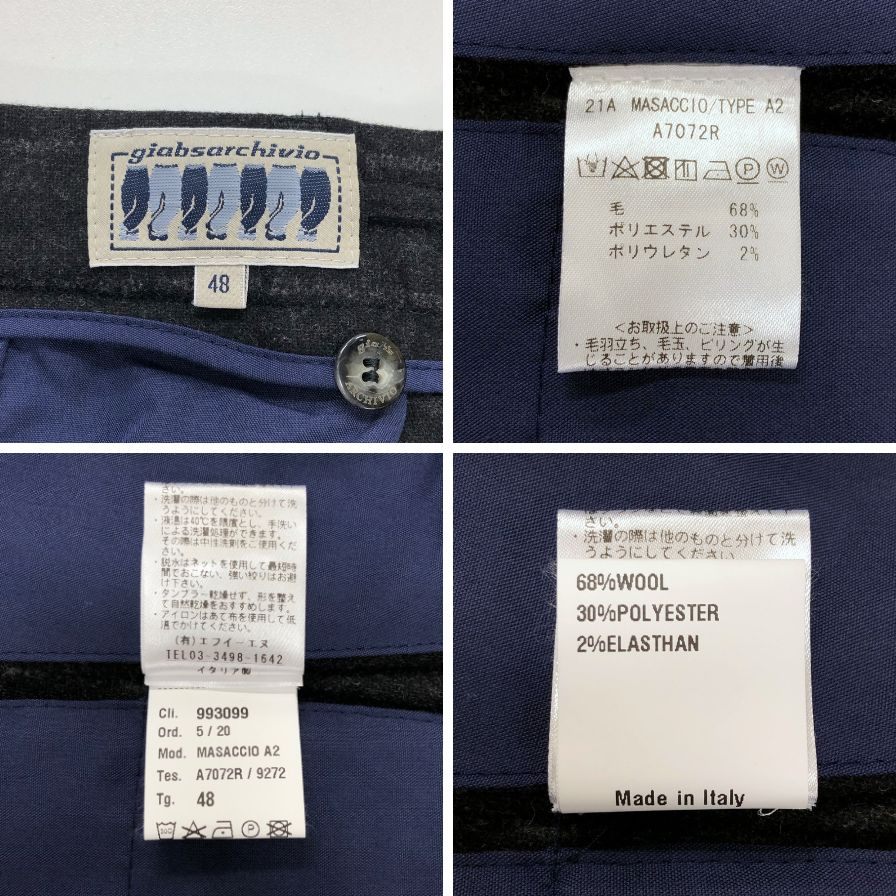 giabsarchivio
48
giab's
ARCHIVIO
21A MASACCIO/TYPE A2
A7072R
毛 68%
ポリエステル 30%
ポリウレタン 2%
<お取扱上のご注意>
・毛羽立ち、毛玉、ピリングが生
じることがありますので着用後
さい。
・洗濯の際は他のものと分けて洗
うようにしてください。
・液温は40℃を限度とし、手洗い
による洗濯処理ができます。
その際は中性洗剤をご使用くだ
さい。
・脱水はネットを使用して最短時
間でおこない、強い絞りはお避
け下さい。
・タンブラー乾燥せず、形を整え
て自然乾燥をおすすめします。
・アイロンはあて布を使用して低
温でかけてください。
(有)エフイーエヌ
TEL03-3498-1642
イタリア製
Cli. 993099
Ord. 5 / 20
Mod. MASACCIO A2
Tes. A7072R / 9272
Tg. 48
さい。
・洗濯の際は他のものと分けて洗
うようにしてください。
68%WOOL
30%POLYESTER
2%ELASTHAN
Made in Italy